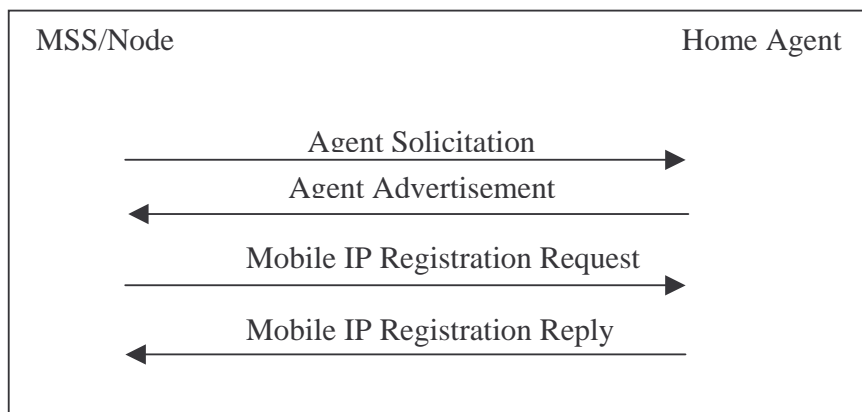 MSS/Node Home Agent
Agent Solicitation
Agent Advertisement
Mobile IP Registration Request
Mobile IP Registration Reply